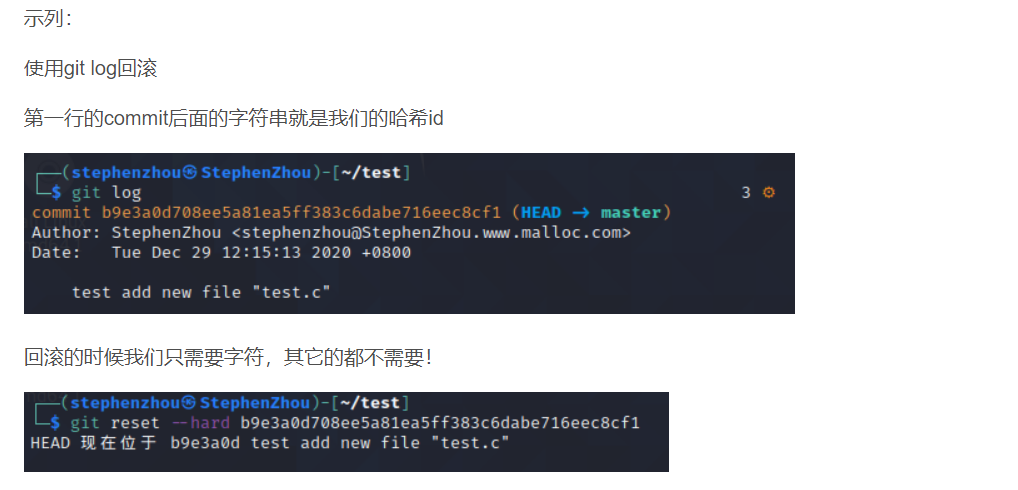 示列：
使用git log回滚
第一行的commit后面的字符串就是我们的哈希id
┌──(stephenzhou㉿StephenZhou)-[~/test]
└─$ git log 3 ⚙
commit b9e3a0d708ee5a81ea5ff383c6dabe716eec8cf1 (HEAD → master)
Author: StephenZhou <stephenzhou@StephenZhou.www.malloc.com>
Date:   Tue Dec 29 12:15:13 2020 +0800
test add new file "test.c"
回滚的时候我们只需要字符，其它的都不需要！
┌──(stephenzhou㉿StephenZhou)-[~/test]
└─$ git reset --hard b9e3a0d708ee5a81ea5ff383c6dabe716eec8cf1
HEAD 现在位于 b9e3a0d test add new file "test.c"